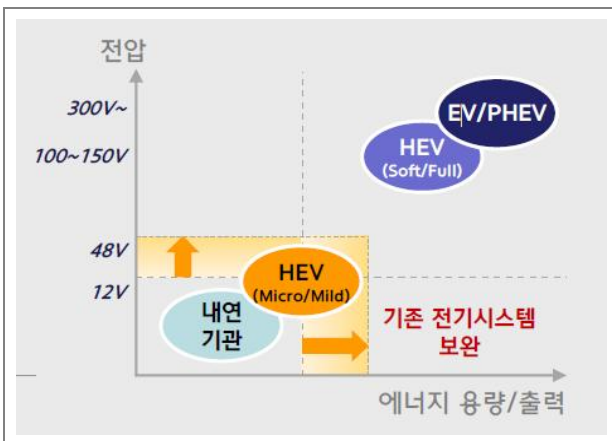 전압
300V~
EV/PHEV
100~150V
HEV
(Soft/Full)
48V
HEV
12V
(Micro/Mild)
내연
기관
기존 전기시스템
보완
에너지 용량/출력